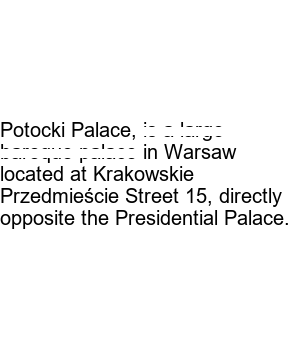 Potocki Palace, is a large
baroque palace in Warsaw
located at Krakowskie
Przedmieście Street 15, directly
opposite the Presidential Palace.